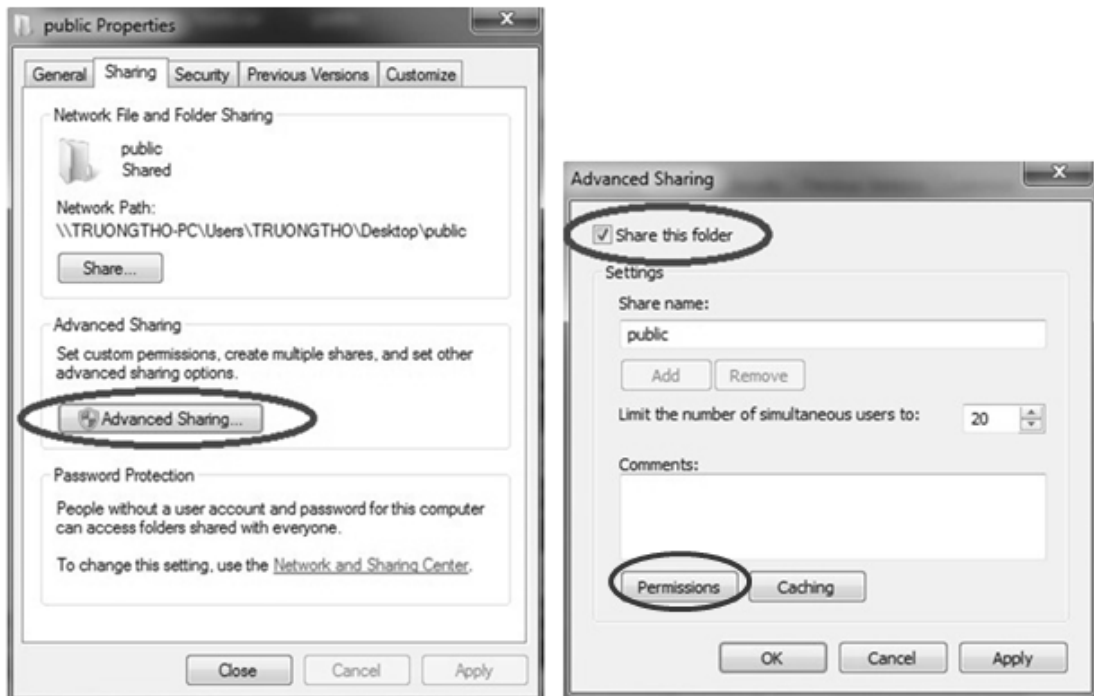 public Properties
General Sharing Security Previous Versions Customize
Network File and Folder Sharing
public
Shared
Network Path:
\\TRUONGTHO-PC\Users\TRUONGTHO\Desktop\public
Share...
Advanced Sharing
Set custom permissions, create multiple shares, and set other
advanced sharing options.
Advanced Sharing...
Password Protection
People without a user account and password for this computer
can access folders shared with everyone.
To change this setting, use the Network and Sharing Center.
Close Cancel Apply
Advanced Sharing
Share this folder
Settings
Share name:
public
Add Remove
Limit the number of simultaneous users to: 20
Comments:
Permissions Caching
OK Cancel Apply